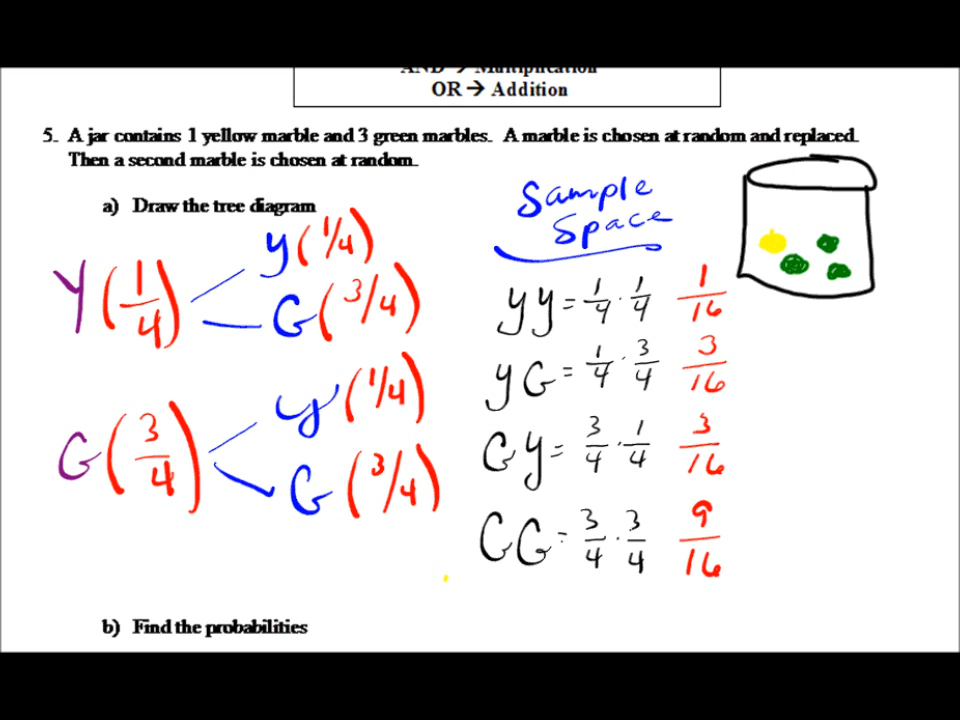 AND → Multiplication
OR → Addition
5. A jar contains 1 yellow marble and 3 green marbles. A marble is chosen at random and replaced.
Then a second marble is chosen at random.
a) Draw the tree diagram
Sample
Space
Y (1/4)
y (1/4)
G (3/4)
G (3/4)
y (1/4)
G (3/4)
yy = 1/4 · 1/4 1/16
yG = 1/4 · 3/4 3/16
Gy = 3/4 · 1/4 3/16
GG = 3/4 · 3/4 9/16
b) Find the probabilities